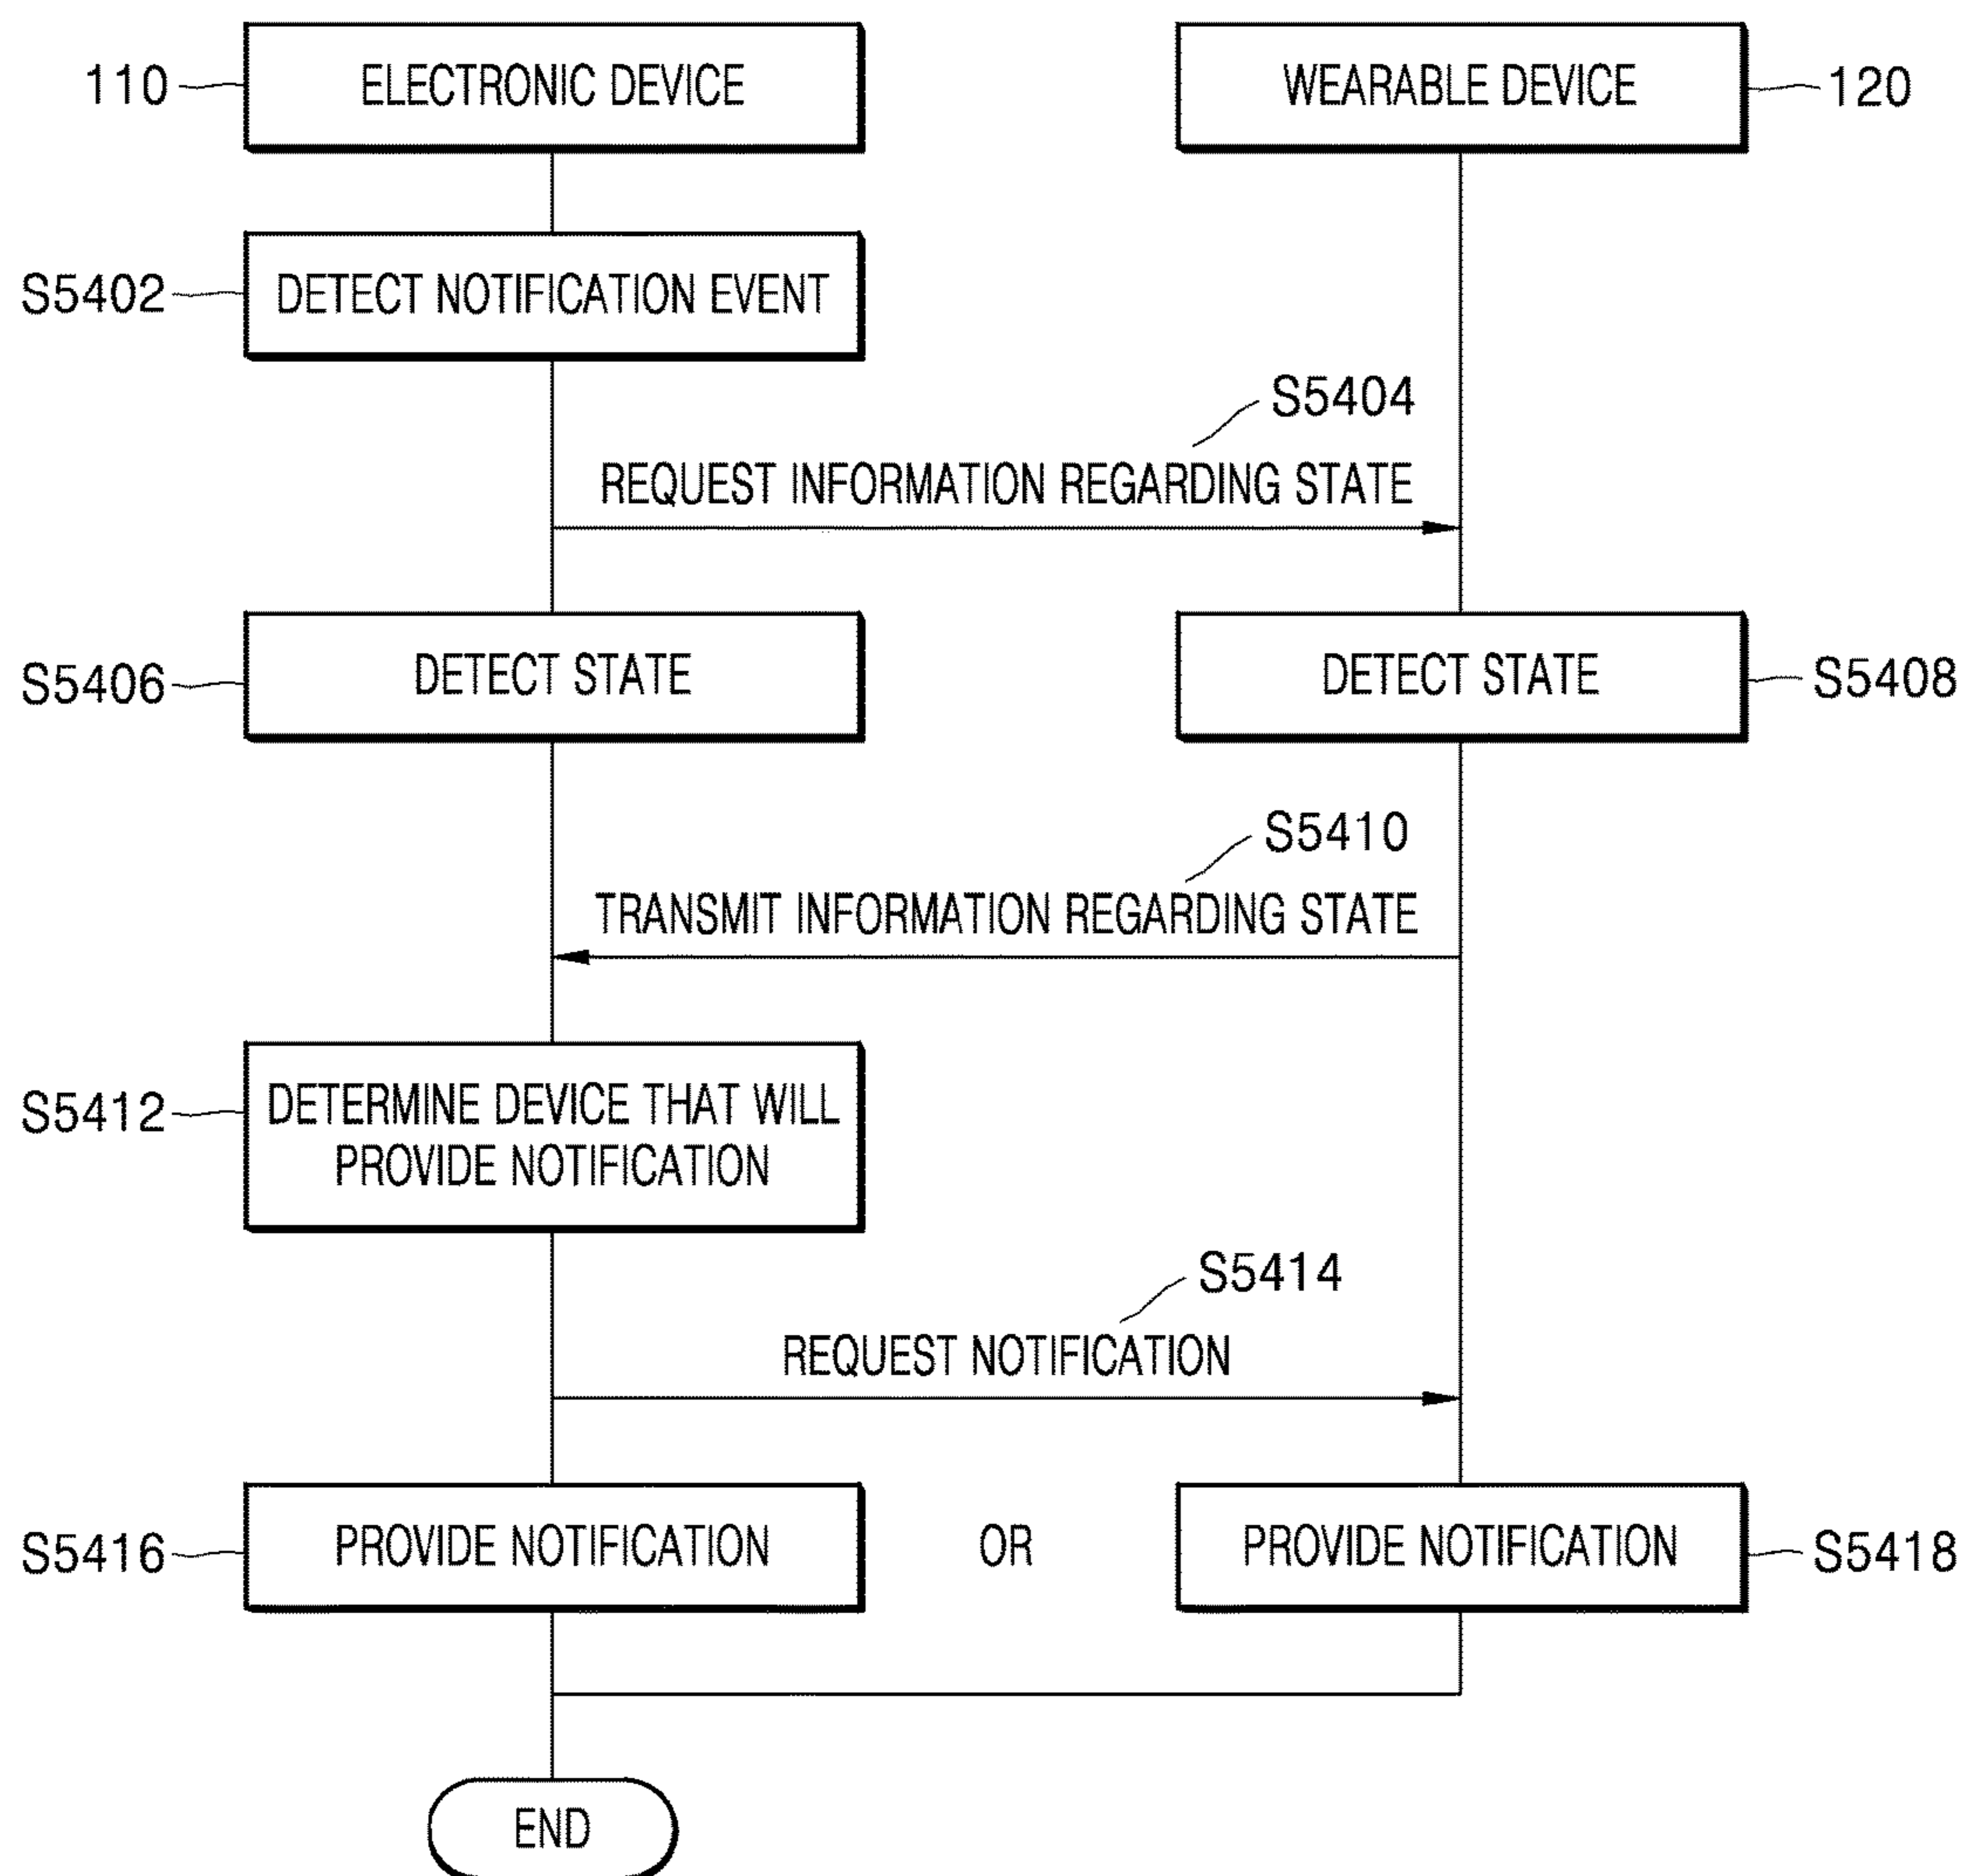 110
ELECTRONIC DEVICE
WEARABLE DEVICE
120
S5402
DETECT NOTIFICATION EVENT
S5404
REQUEST INFORMATION REGARDING STATE
S5406
DETECT STATE
DETECT STATE
S5408
S5410
TRANSMIT INFORMATION REGARDING STATE
S5412
DETERMINE DEVICE THAT WILL
PROVIDE NOTIFICATION
S5414
REQUEST NOTIFICATION
S5416
PROVIDE NOTIFICATION
OR
PROVIDE NOTIFICATION
S5418
END